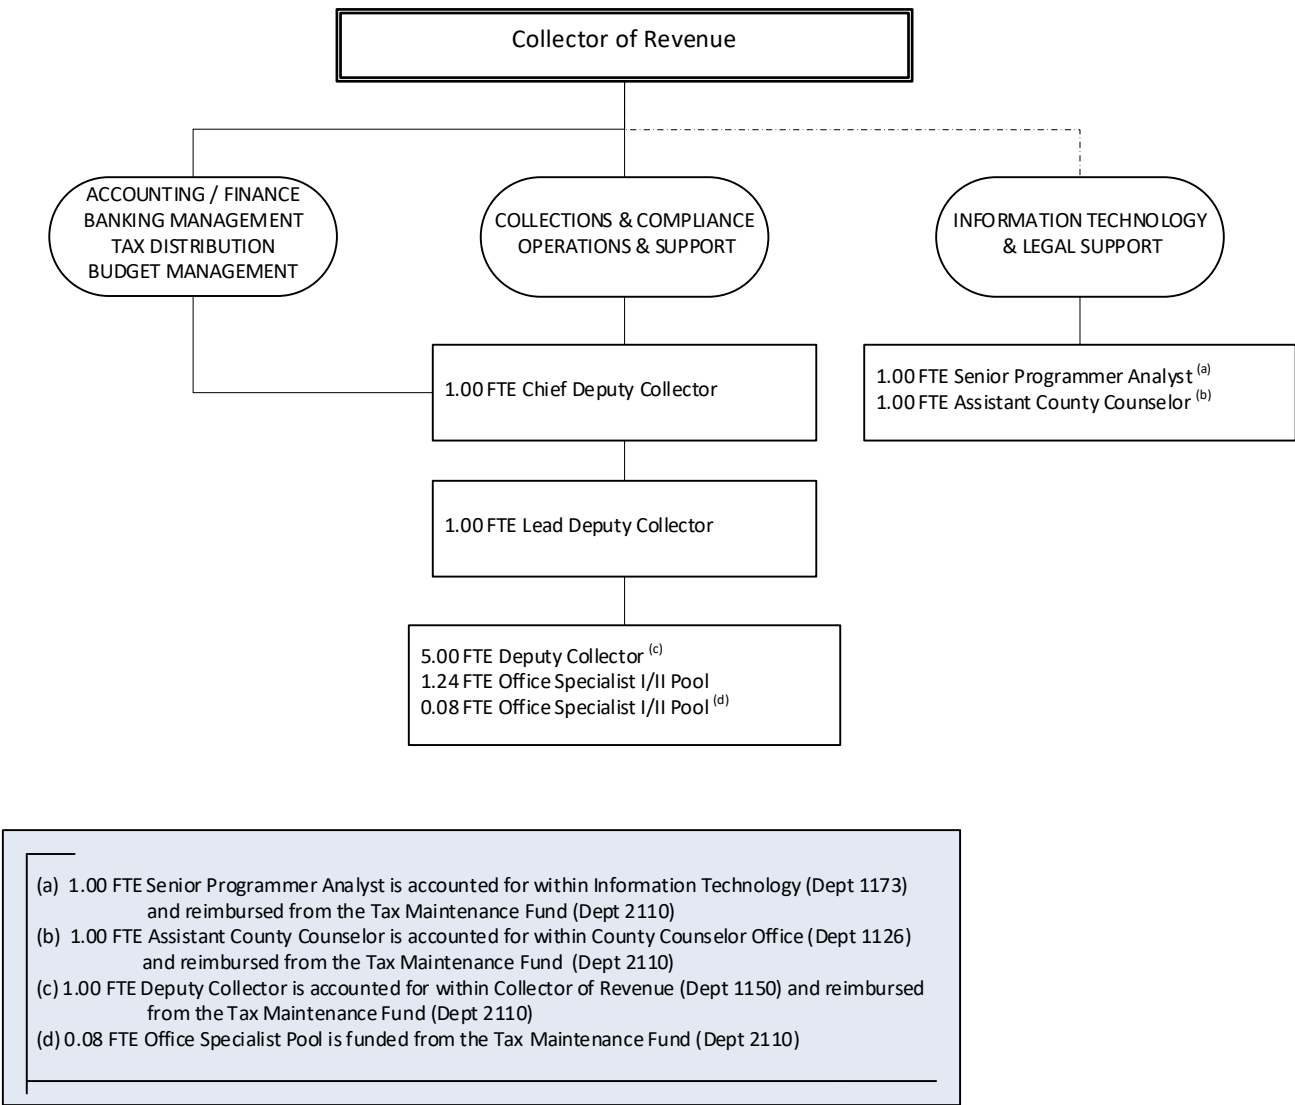 Collector of Revenue
ACCOUNTING / FINANCE
BANKING MANAGEMENT
TAX DISTRIBUTION
BUDGET MANAGEMENT
COLLECTIONS & COMPLIANCE
OPERATIONS & SUPPORT
INFORMATION TECHNOLOGY
& LEGAL SUPPORT
1.00 FTE Chief Deputy Collector
1.00 FTE Senior Programmer Analyst (a)
1.00 FTE Assistant County Counselor (b)
1.00 FTE Lead Deputy Collector
5.00 FTE Deputy Collector (c)
1.24 FTE Office Specialist I/II Pool
0.08 FTE Office Specialist I/II Pool (d)
(a) 1.00 FTE Senior Programmer Analyst is accounted for within Information Technology (Dept 1173)
and reimbursed from the Tax Maintenance Fund (Dept 2110)
(b) 1.00 FTE Assistant County Counselor is accounted for within County Counselor Office (Dept 1126)
and reimbursed from the Tax Maintenance Fund (Dept 2110)
(c) 1.00 FTE Deputy Collector is accounted for within Collector of Revenue (Dept 1150) and reimbursed
from the Tax Maintenance Fund (Dept 2110)
(d) 0.08 FTE Office Specialist Pool is funded from the Tax Maintenance Fund (Dept 2110)